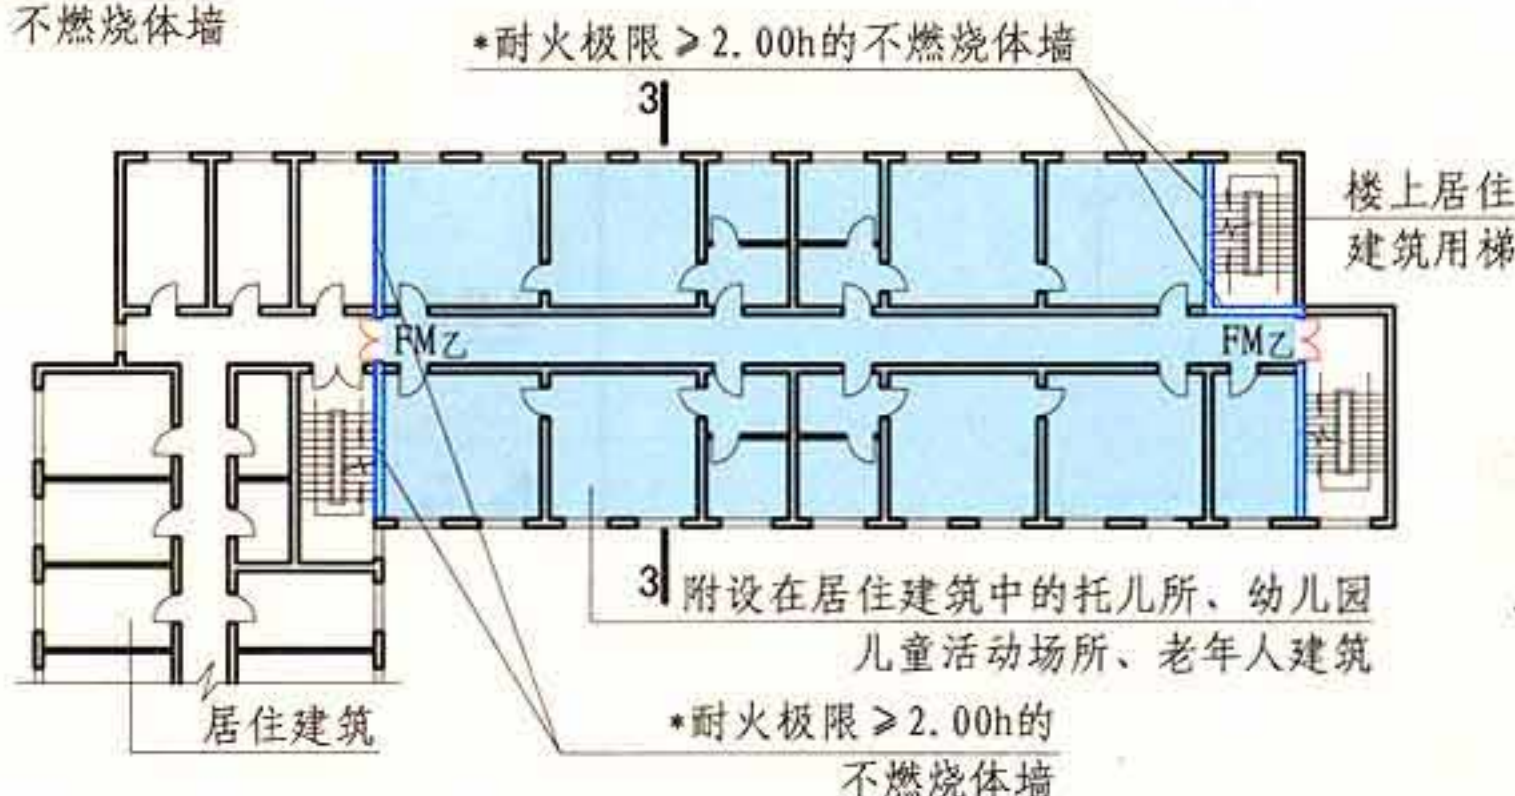 不燃烧体墙
*耐火极限≥2.00h的不燃烧体墙
3
楼上居住
建筑用梯
FM乙
FM乙
3
附设在居住建筑中的托儿所、幼儿园
儿童活动场所、老年人建筑
居住建筑
*耐火极限≥2.00h的
不燃烧体墙